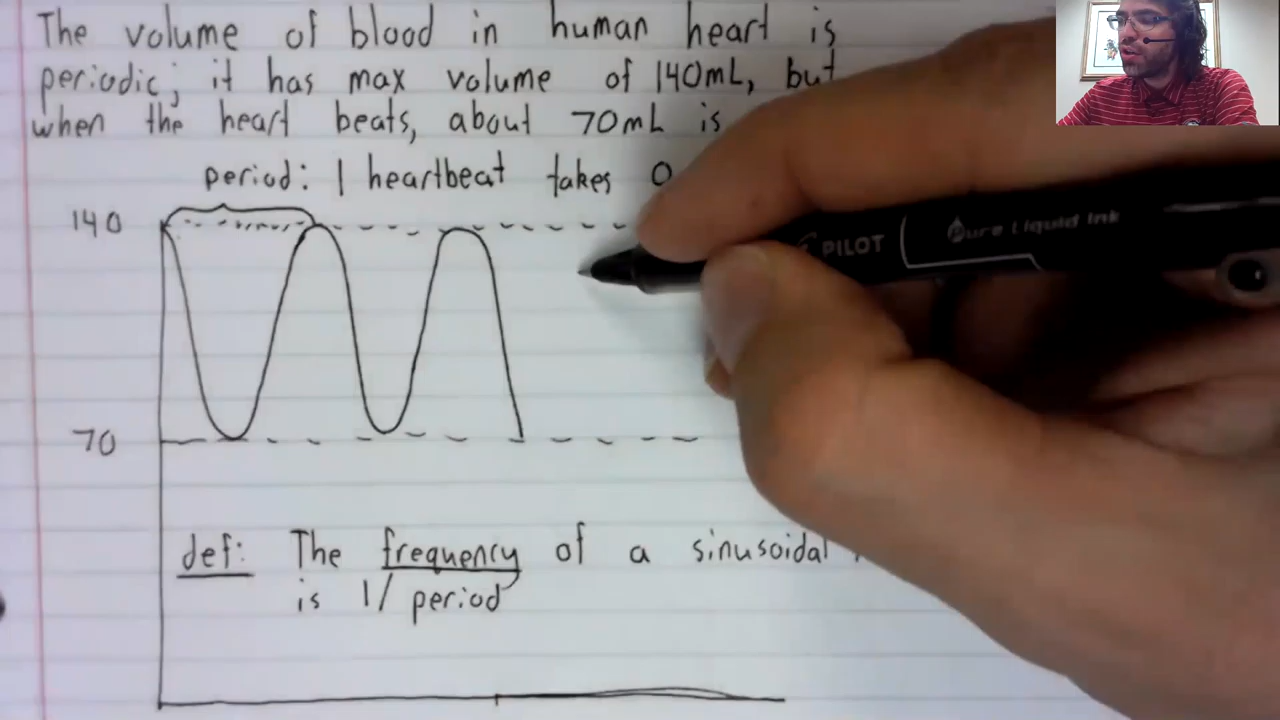 The volume of blood in human heart is
periodic; it has max volume of 140mL, but
when the heart beats, about 70mL is
period: 1 heartbeat takes 0
140
PILOT
Pure Liquid Ink
70
def: The frequency of a sinusoidal
is 1/ period